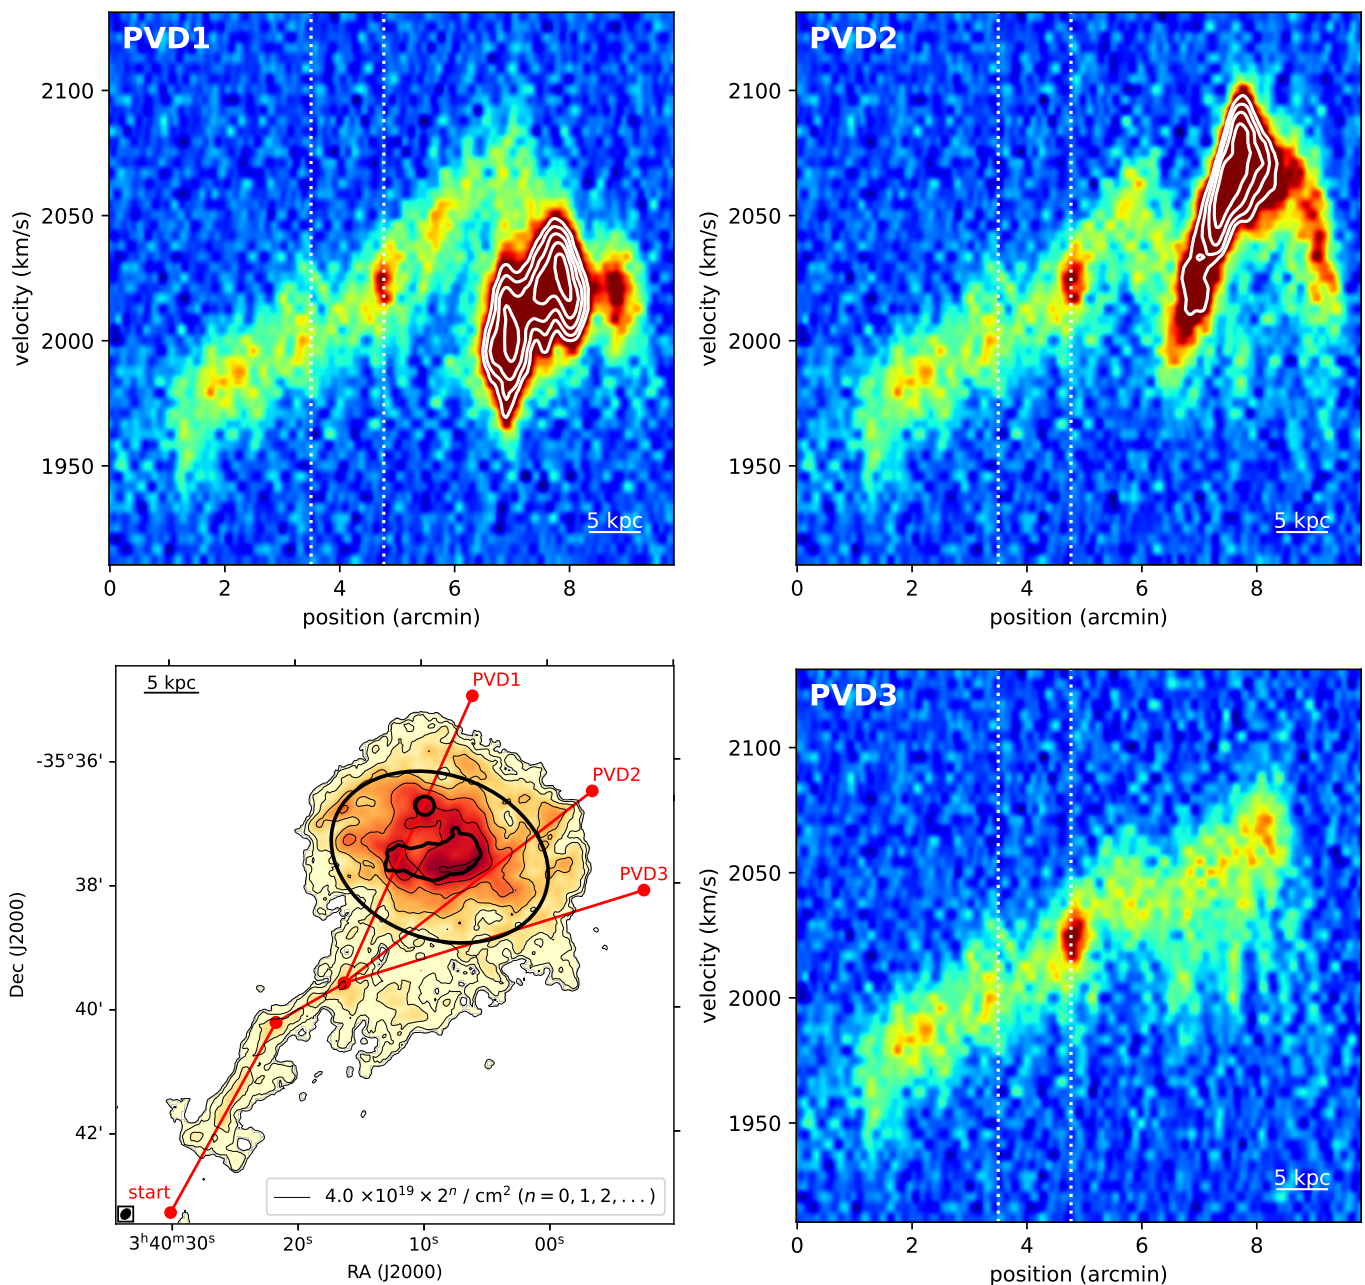 PVD1
2100
2050
2000
1950
velocity (km/s)
5 kpc
0 2 4 6 8
position (arcmin)
PVD2
2100
2050
2000
1950
velocity (km/s)
5 kpc
0 2 4 6 8
position (arcmin)
5 kpc
PVD1
PVD2
PVD3
start
-35°36'
38'
40'
42'
Dec (J2000)
4.0 ×10¹⁹ × 2ⁿ / cm² (n = 0, 1, 2, . . . )
3ʰ40ᵐ30ˢ 20ˢ 10ˢ 00ˢ
RA (J2000)
PVD3
2100
2050
2000
1950
velocity (km/s)
5 kpc
0 2 4 6 8
position (arcmin)